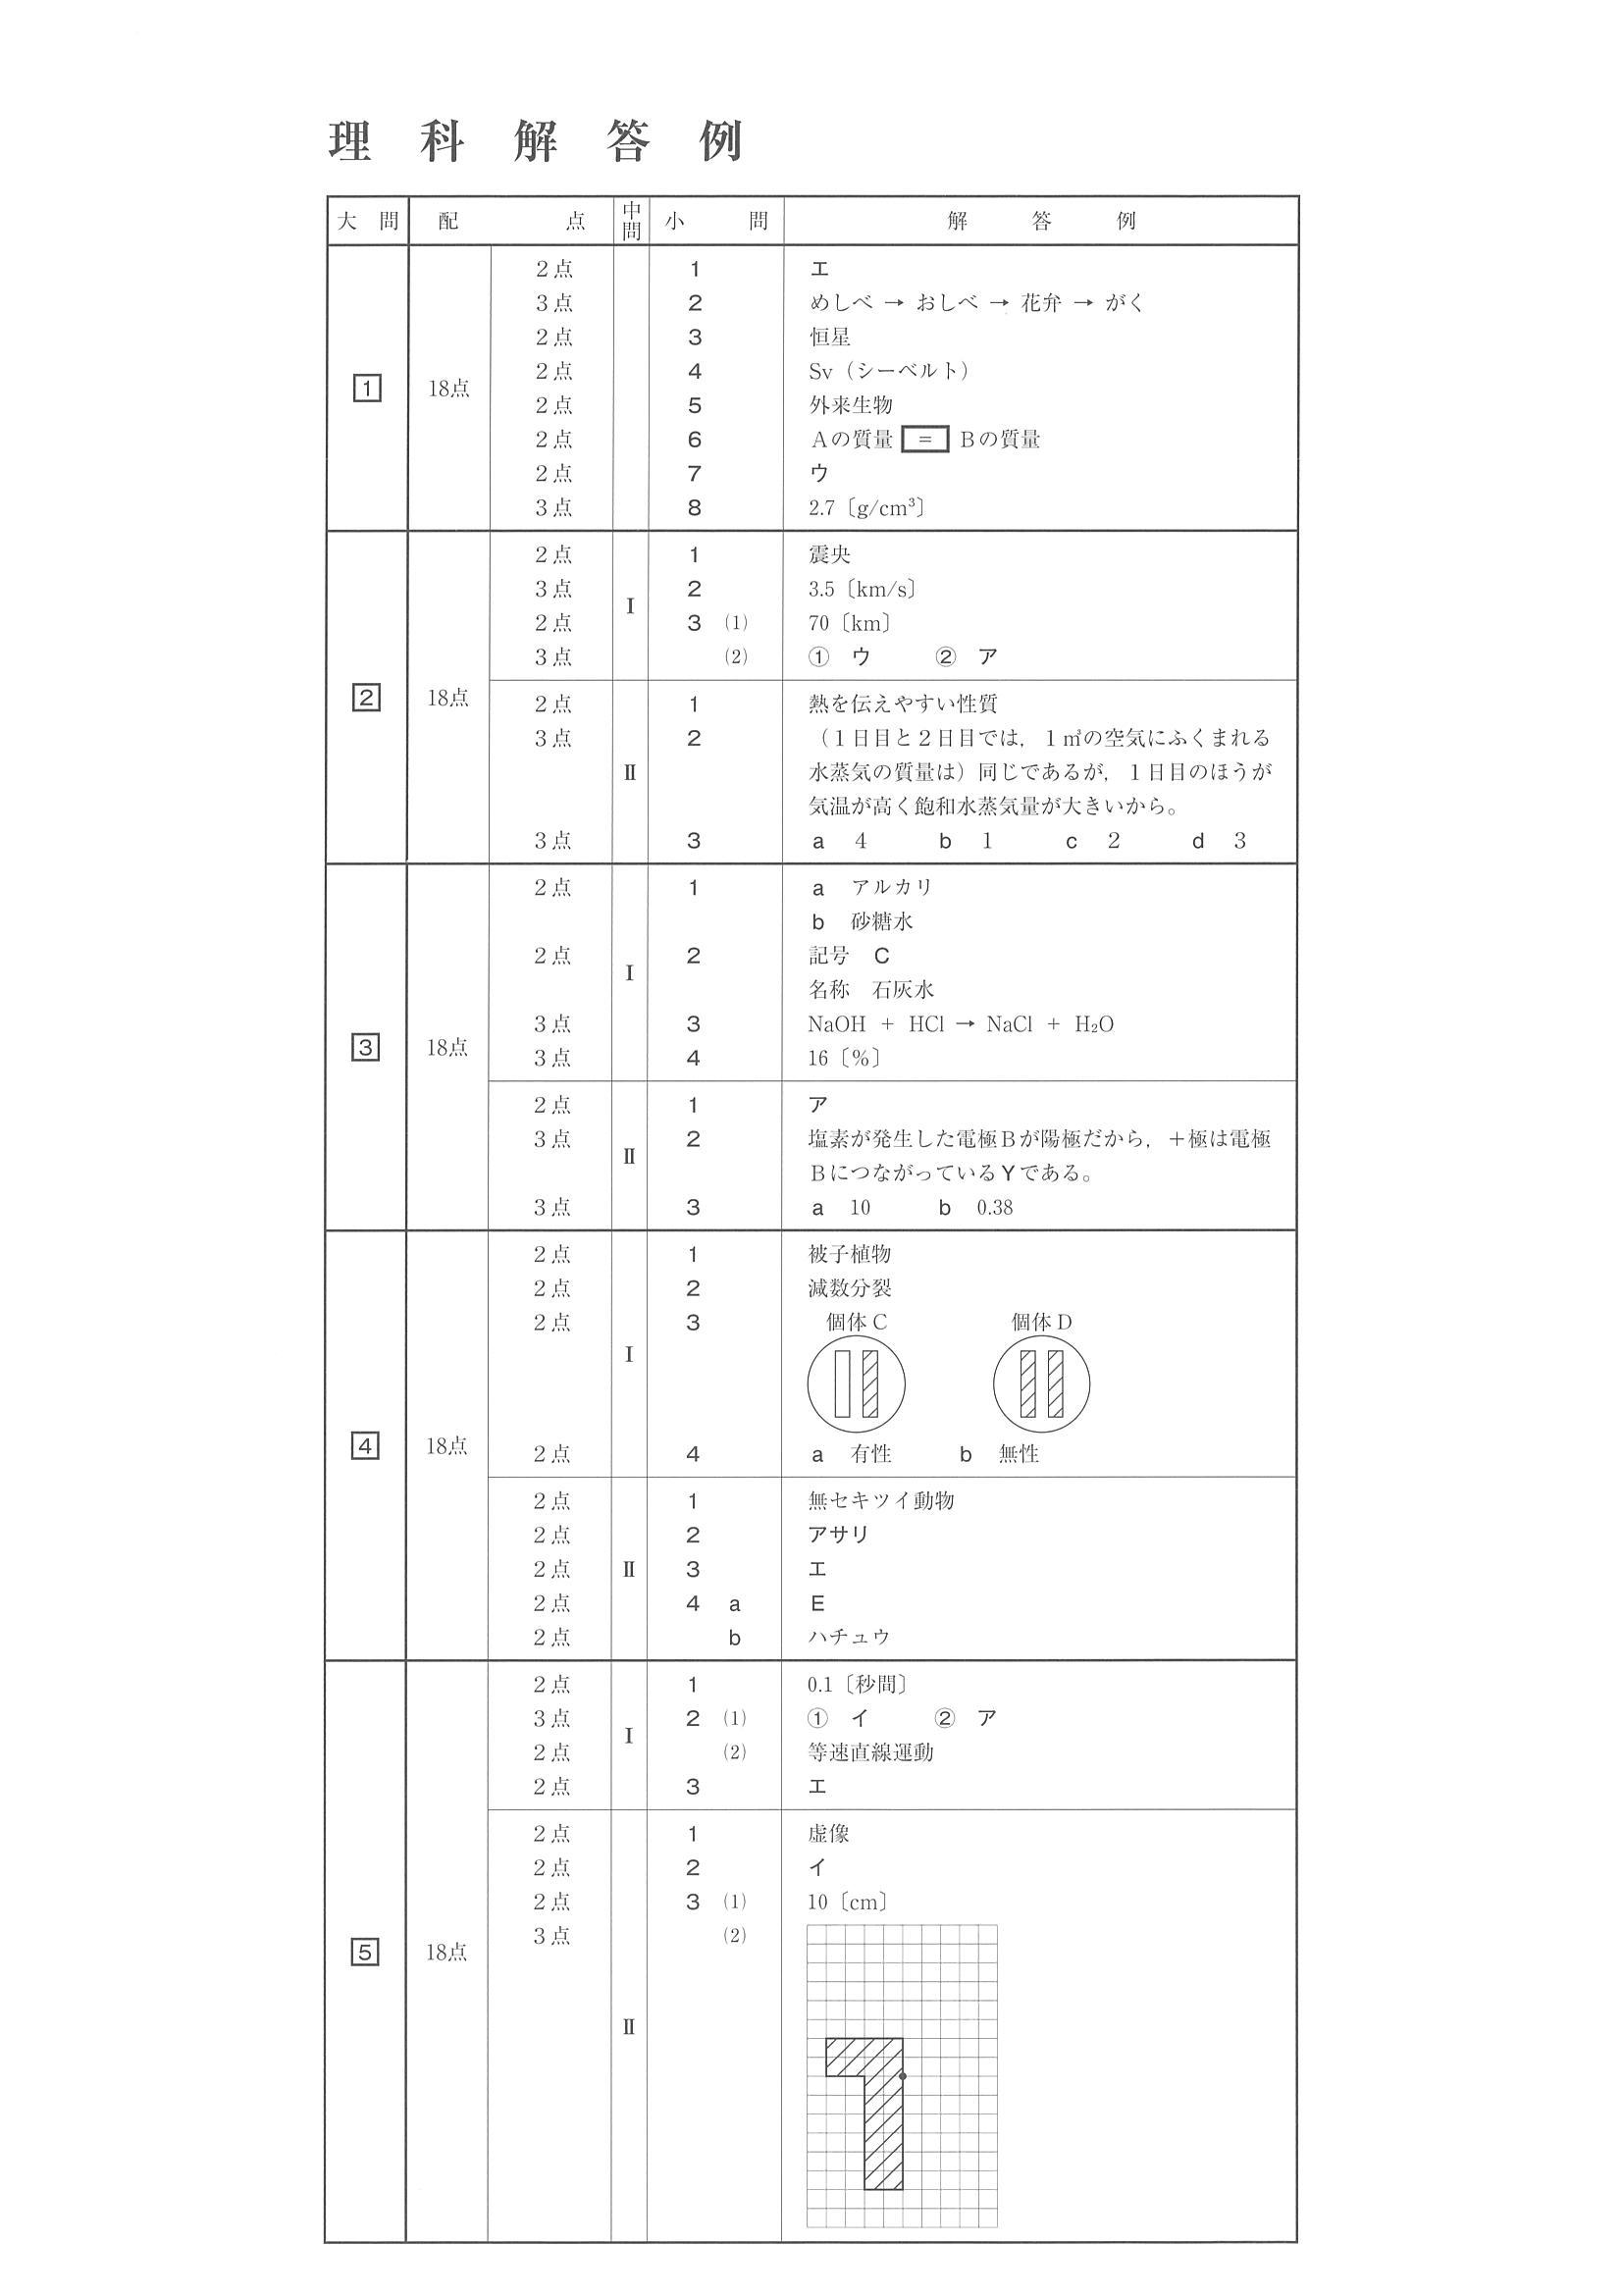 理科解答例
大問 配点 中問 小問 解答例
1 18点
2点 1 エ
3点 2 めしべ → おしべ → 花弁 → がく
2点 3 恒星
2点 4 Sv（シーベルト）
2点 5 外来生物
2点 6 Aの質量 = Bの質量
2点 7 ウ
3点 8 2.7〔g/cm³〕
2 18点
Ⅰ
2点 1 震央
3点 2 3.5〔km/s〕
2点 3 (1) 70〔km〕
3点 (2) ① ウ ② ア
Ⅱ
2点 1 熱を伝えやすい性質
3点 2 （1日目と2日目では，1㎥の空気にふくまれる
水蒸気の質量は）同じであるが，1日目のほうが
気温が高く飽和水蒸気量が大きいから。
3点 3 a 4 b 1 c 2 d 3
3 18点
Ⅰ
2点 1 a アルカリ
b 砂糖水
2点 2 記号 C
名称 石灰水
3点 3 NaOH + HCl → NaCl + H₂O
3点 4 16〔%〕
Ⅱ
2点 1 ア
3点 2 塩素が発生した電極Bが陽極だから，＋極は電極
BにつながっているYである。
3点 3 a 10 b 0.38
4 18点
Ⅰ
2点 1 被子植物
2点 2 減数分裂
2点 3 個体C 個体D
2点 4 a 有性 b 無性
Ⅱ
2点 1 無セキツイ動物
2点 2 アサリ
2点 3 エ
2点 4 a E
2点 b ハチュウ
5 18点
Ⅰ
2点 1 0.1〔秒間〕
3点 2 (1) ① イ ② ア
2点 (2) 等速直線運動
2点 3 エ
Ⅱ
2点 1 虚像
2点 2 イ
2点 3 (1) 10〔cm〕
3点 (2)